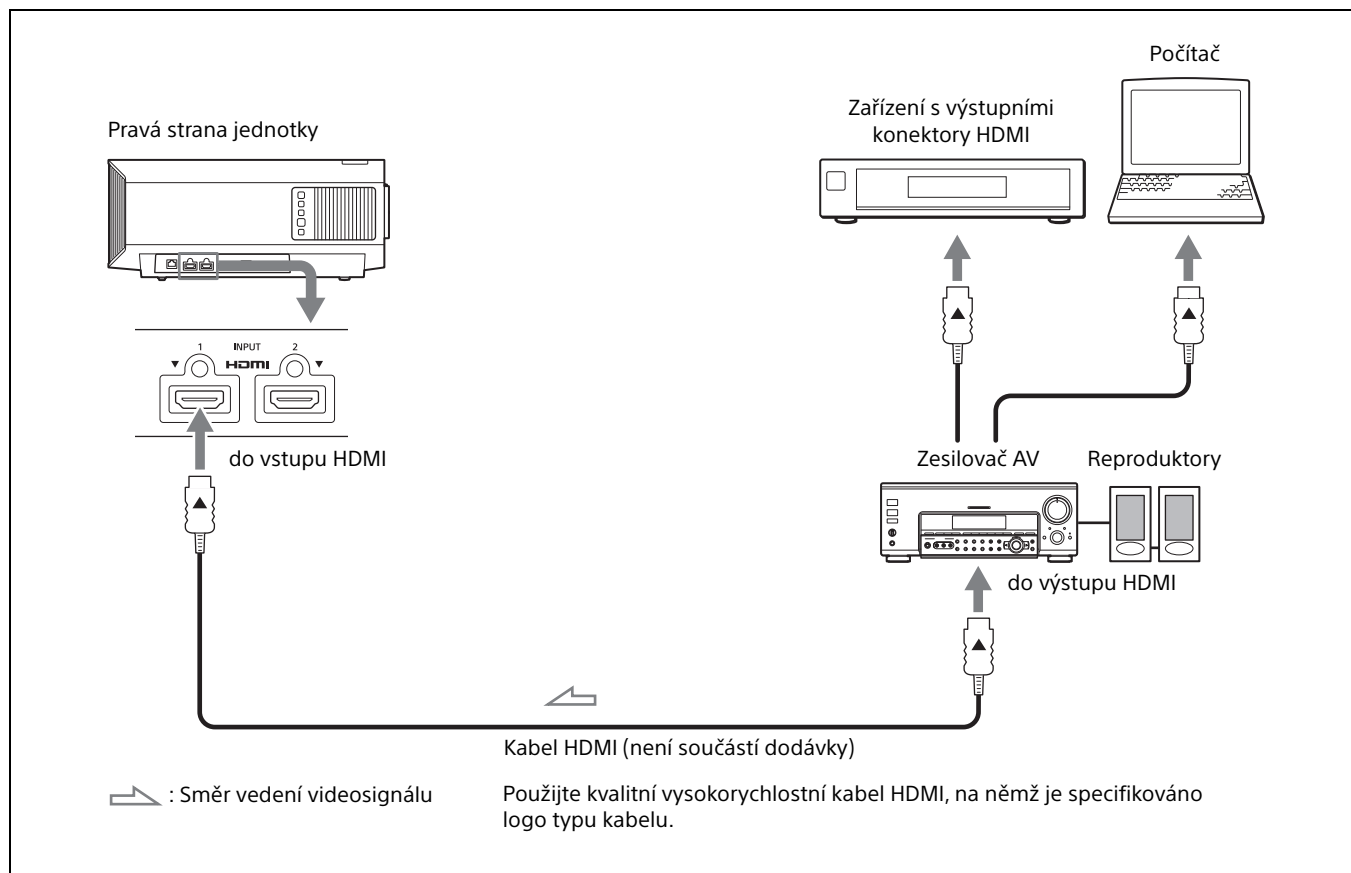 Počítač
Zařízení s výstupními
konektory HDMI
Pravá strana jednotky
1 INPUT 2
HDMI
do vstupu HDMI
Zesilovač AV
Reproduktory
do výstupu HDMI
Kabel HDMI (není součástí dodávky)
: Směr vedení videosignálu
Použijte kvalitní vysokorychlostní kabel HDMI, na němž je specifikováno
logo typu kabelu.